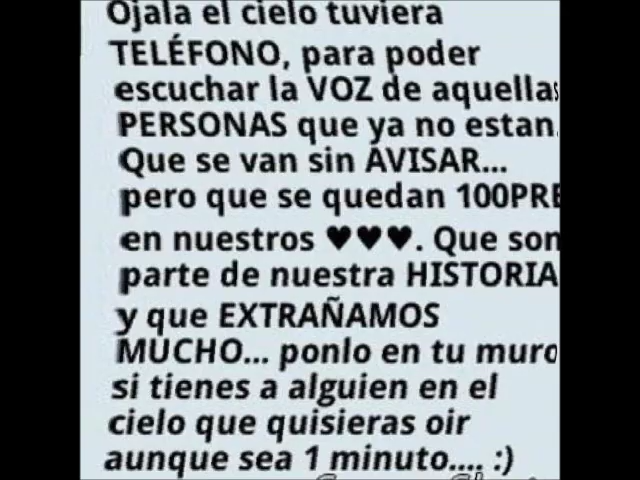 Ojala el cielo tuviera
TELÉFONO, para poder
escuchar la VOZ de aquellas
PERSONAS que ya no estan.
Que se van sin AVISAR...
pero que se quedan 100PRE
en nuestros ♥♥♥. Que son
parte de nuestra HISTORIA
y que EXTRAÑAMOS
MUCHO... ponlo en tu muro
si tienes a alguien en el
cielo que quisieras oir
aunque sea 1 minuto.... :)